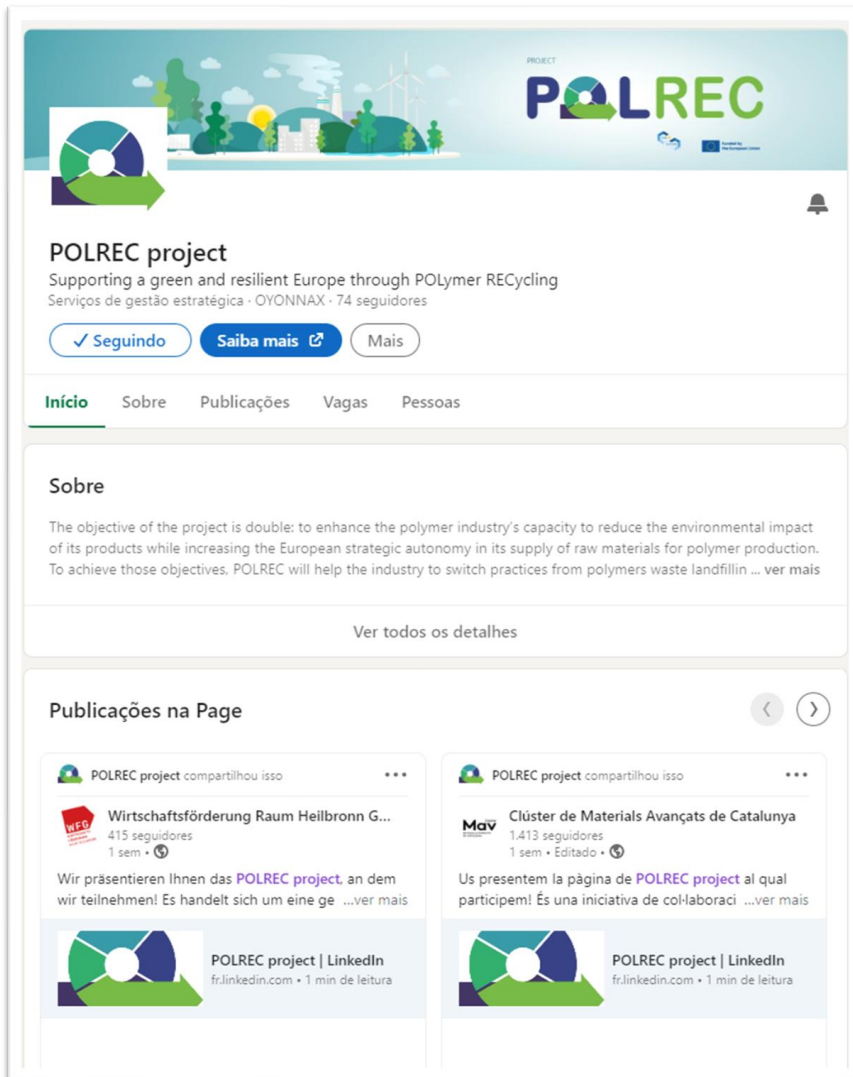 PROJECT
POLREC
Funded by
the European Union
POLREC project
Supporting a green and resilient Europe through POLymer RECycling
Serviços de gestão estratégica · OYONNAX · 74 seguidores
✓ Seguindo Saiba mais Mais
Início Sobre Publicações Vagas Pessoas
Sobre
The objective of the project is double: to enhance the polymer industry's capacity to reduce the environmental impact
of its products while increasing the European strategic autonomy in its supply of raw materials for polymer production.
To achieve those objectives, POLREC will help the industry to switch practices from polymers waste landfillin ... ver mais
Ver todos os detalhes
Publicações na Page
POLREC project compartilhou isso
WFG
Wirtschaftsförderung Raum Heilbronn G...
415 seguidores
1 sem •
Wir präsentieren Ihnen das POLREC project, an dem
wir teilnehmen! Es handelt sich um eine ge ...ver mais
POLREC project | LinkedIn
fr.linkedin.com • 1 min de leitura
POLREC project compartilhou isso
Mav
Clúster de Materials Avançats de Catalunya
1.413 seguidores
1 sem • Editado •
Us presentem la pàgina de POLREC project al qual
participem! És una iniciativa de col·laboraci ...ver mais
POLREC project | LinkedIn
fr.linkedin.com • 1 min de leitura